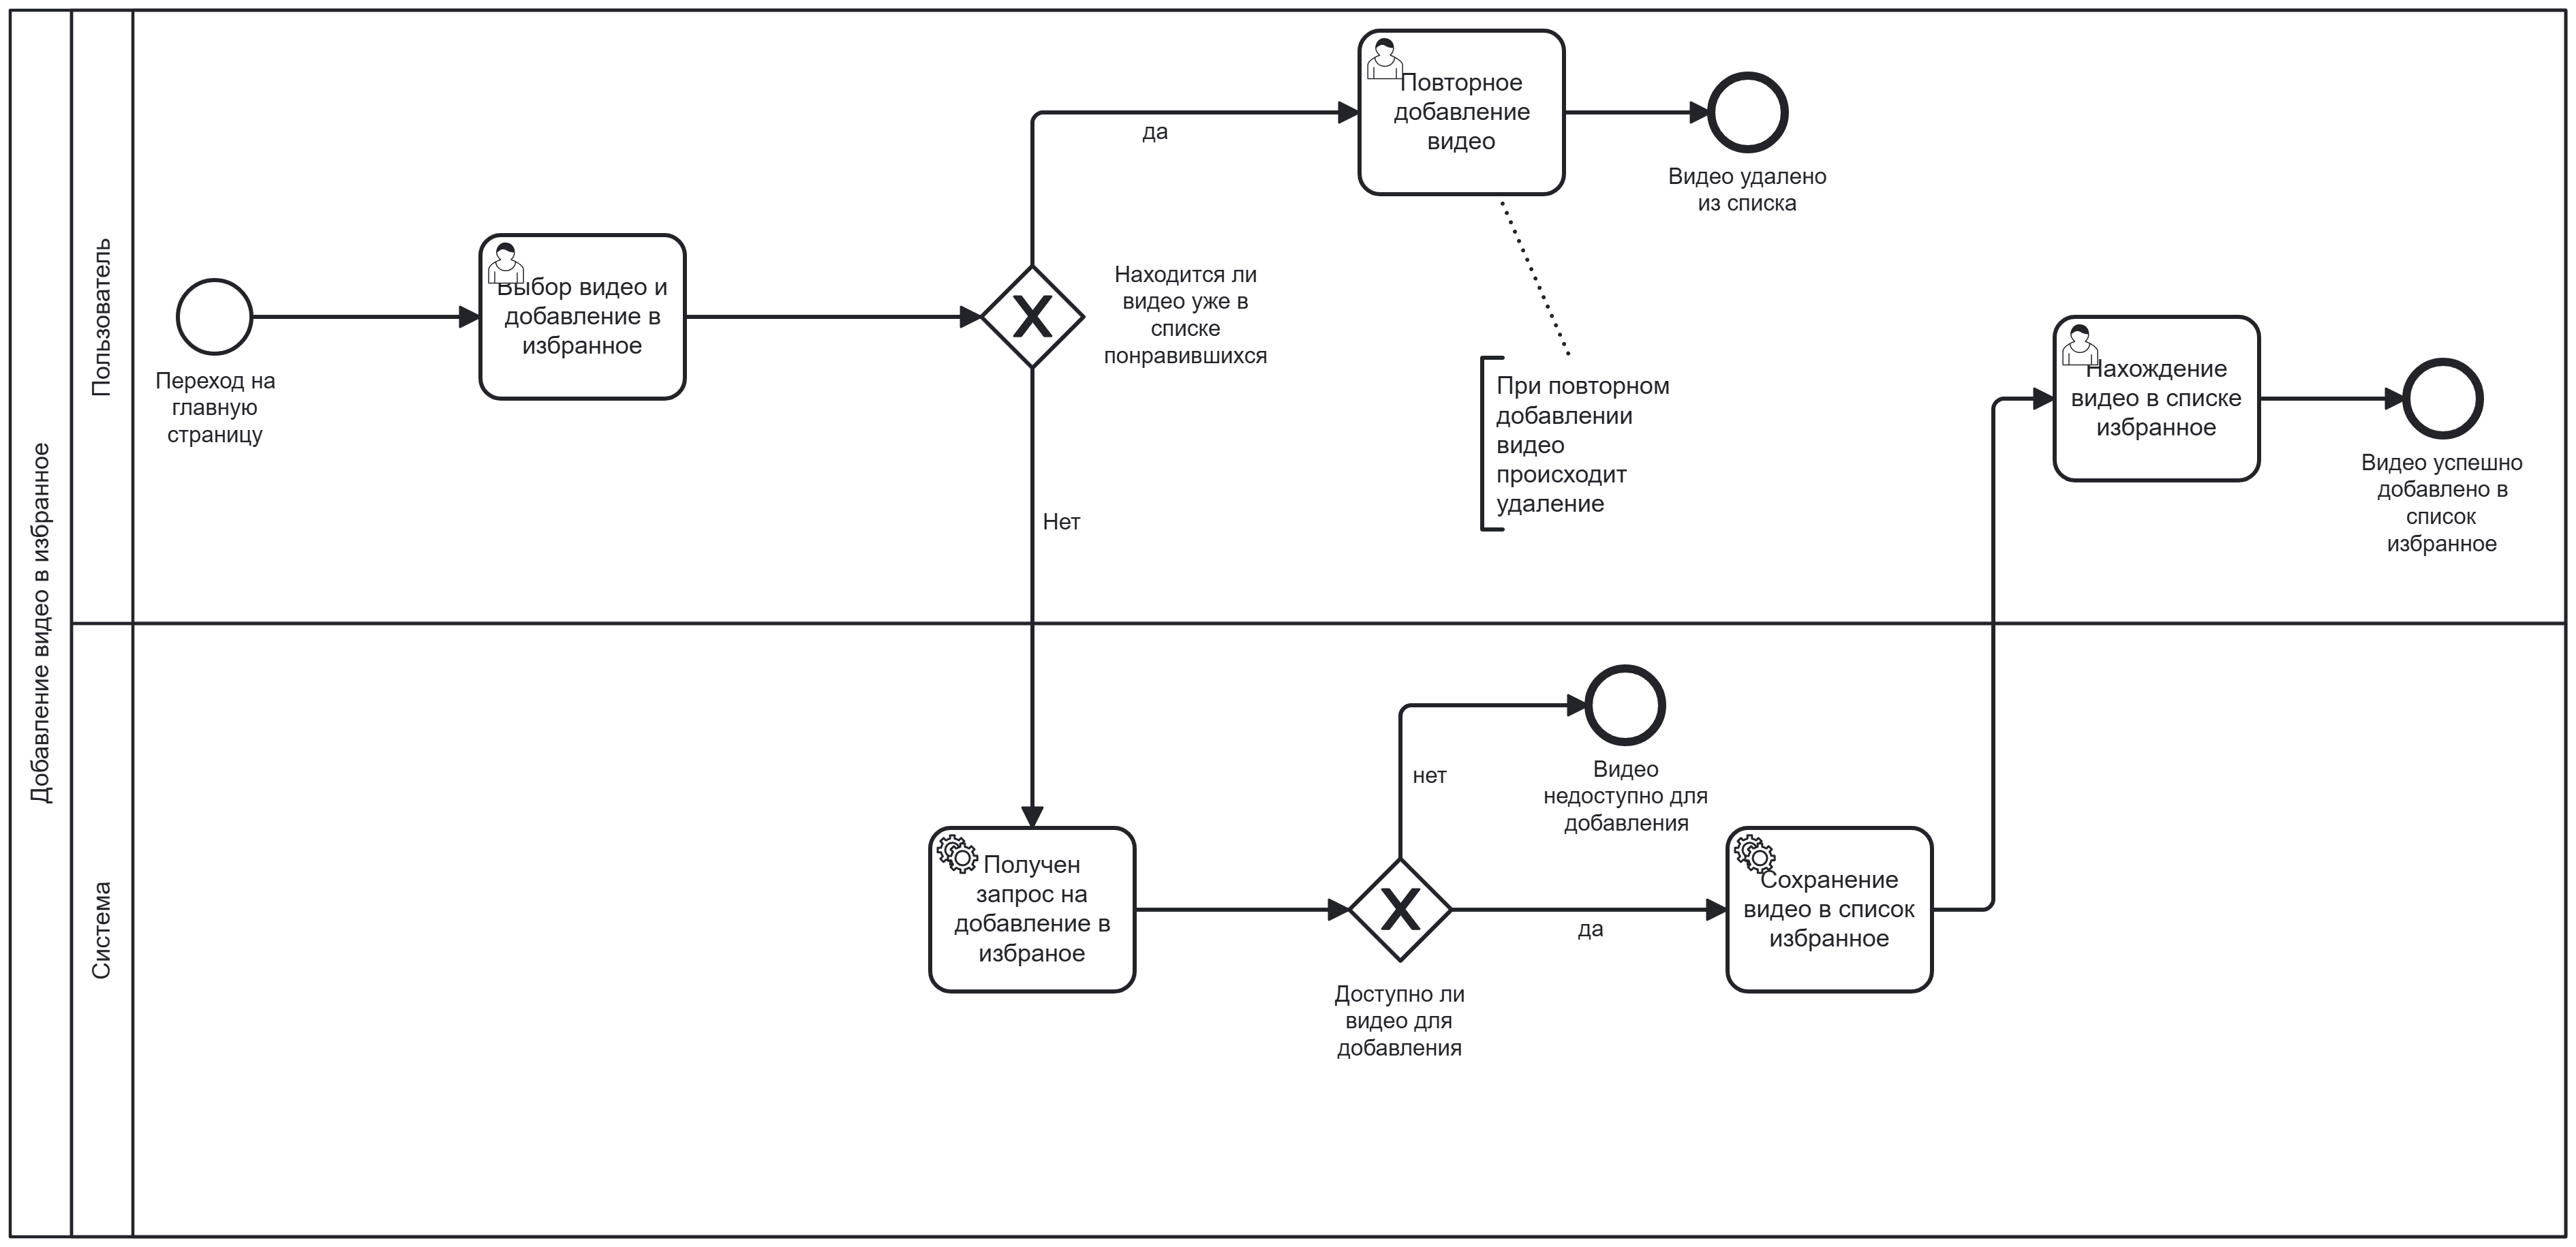 Добавление видео в избранное
Пользователь
Система
Переход на
главную
страницу
Выбор видео и
добавление в
избранное
Находится ли
видео уже в
списке
понравившихся
да
Нет
Повторное
добавление
видео
Видео удалено
из списка
При повторном
добавлении
видео
происходит
удаление
Нахождение
видео в списке
избранное
Видео успешно
добавлено в
список
избранное
Получен
запрос на
добавление в
избраное
Доступно ли
видео для
добавления
нет
Видео
недоступно для
добавления
да
Сохранение
видео в список
избранное